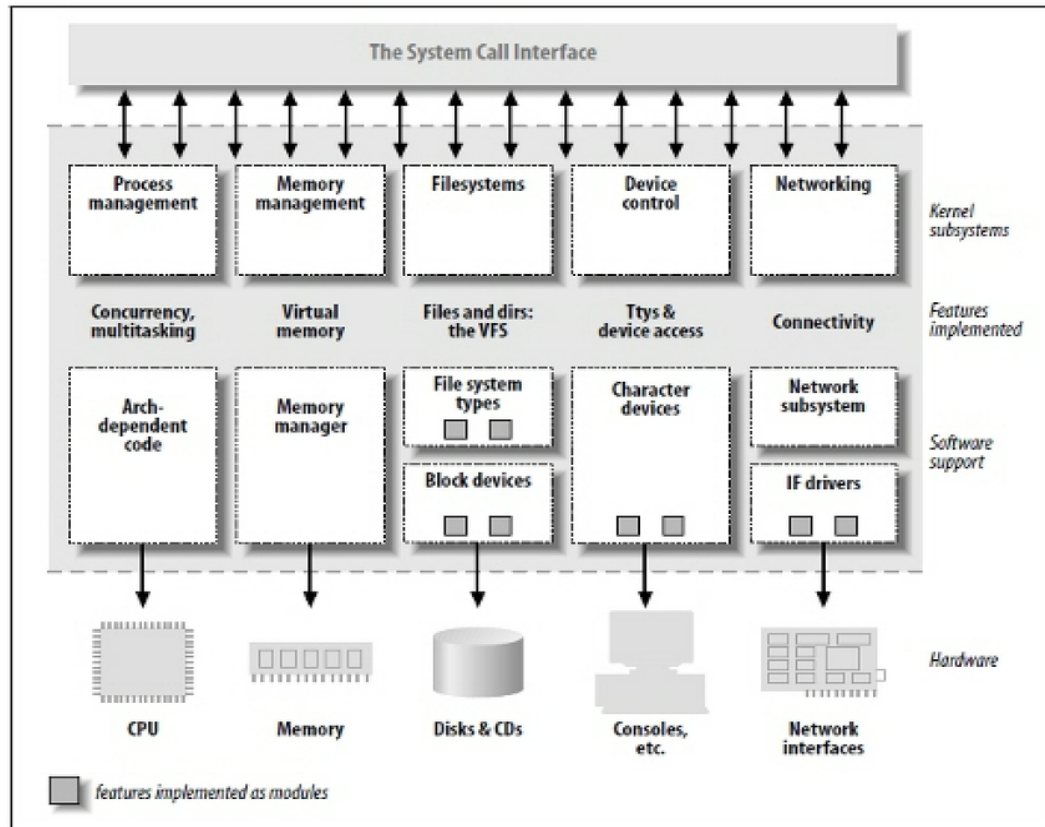 The System Call Interface
Process
management
Memory
management
Filesystems
Device
control
Networking
Kernel
subsystems
Concurrency,
multitasking
Virtual
memory
Files and dirs:
the VFS
Ttys &
device access
Connectivity
Features
implemented
Arch-
dependent
code
Memory
manager
File system
types
Block devices
Character
devices
Network
subsystem
IF drivers
Software
support
Hardware
CPU
Memory
Disks & CDs
Consoles,
etc.
Network
interfaces
features implemented as modules